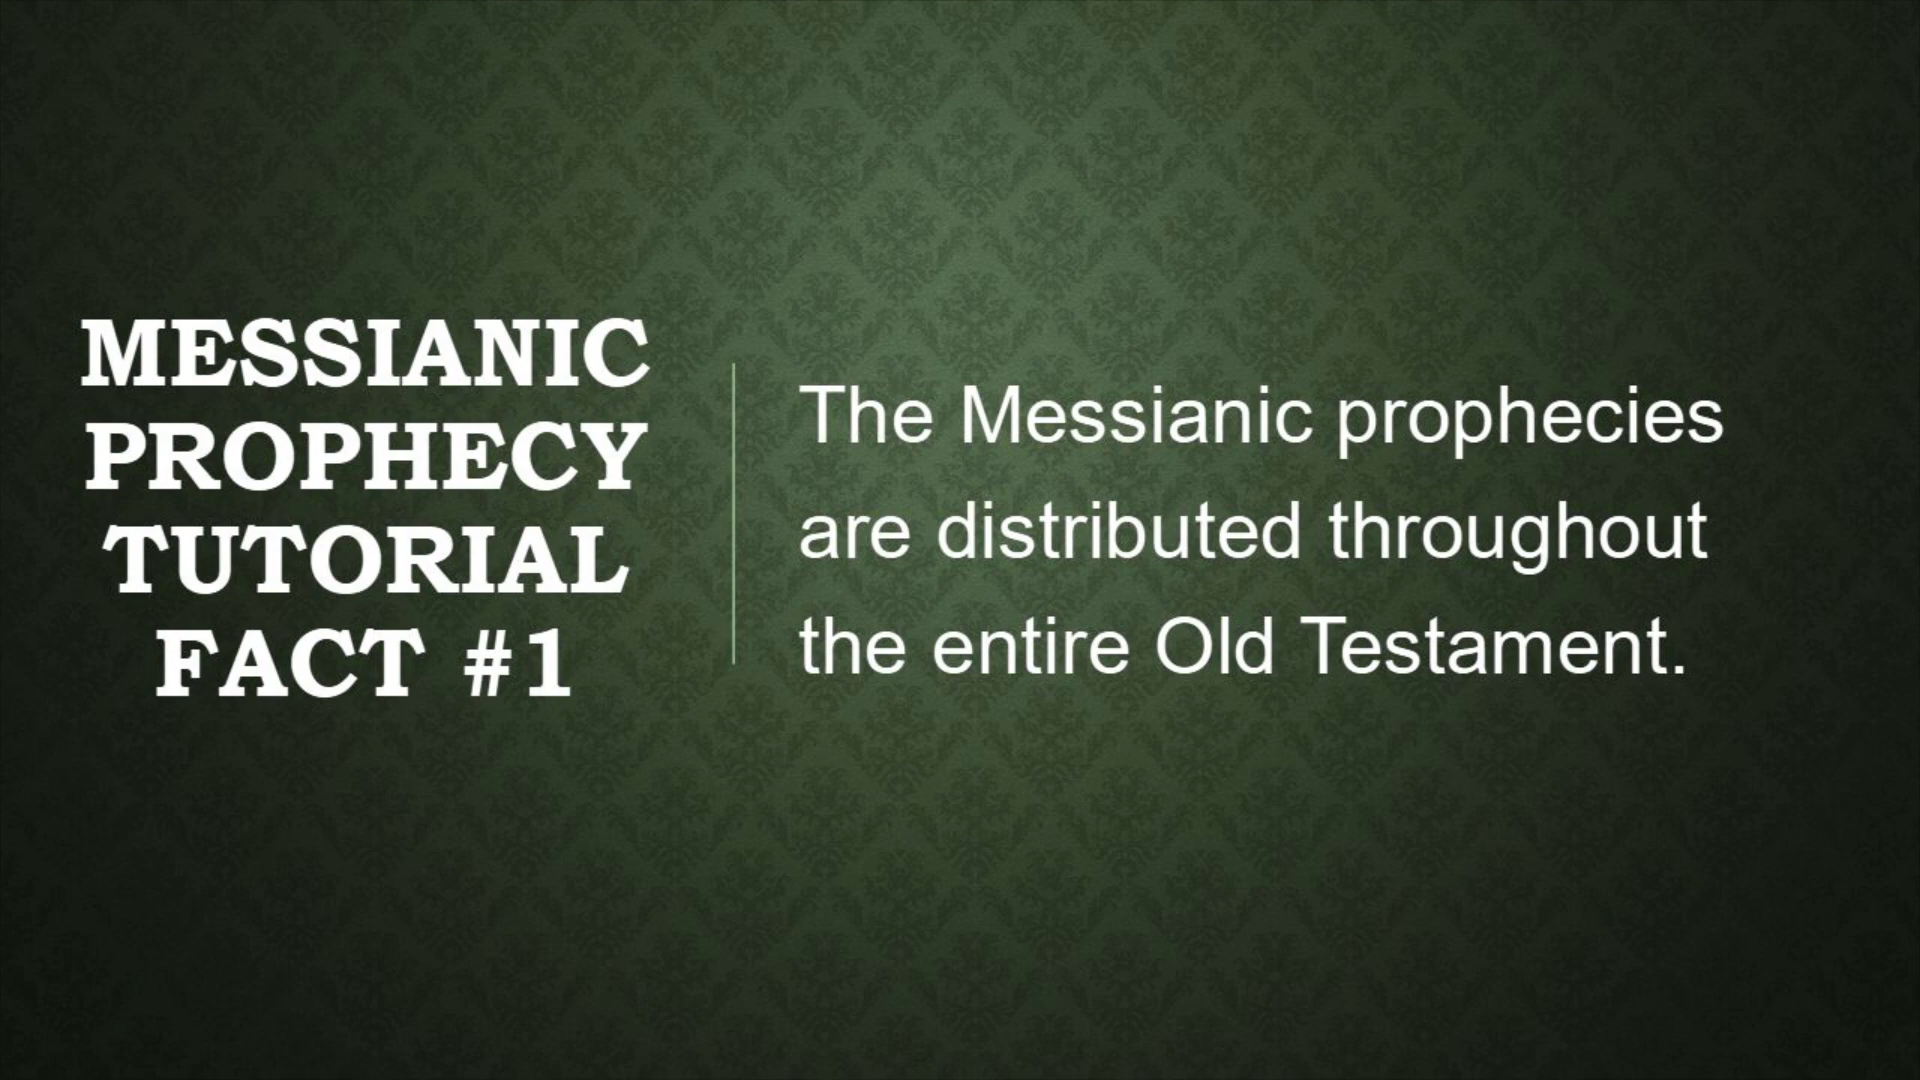 MESSIANIC
PROPHECY
TUTORIAL
FACT #1
The Messianic prophecies
are distributed throughout
the entire Old Testament.